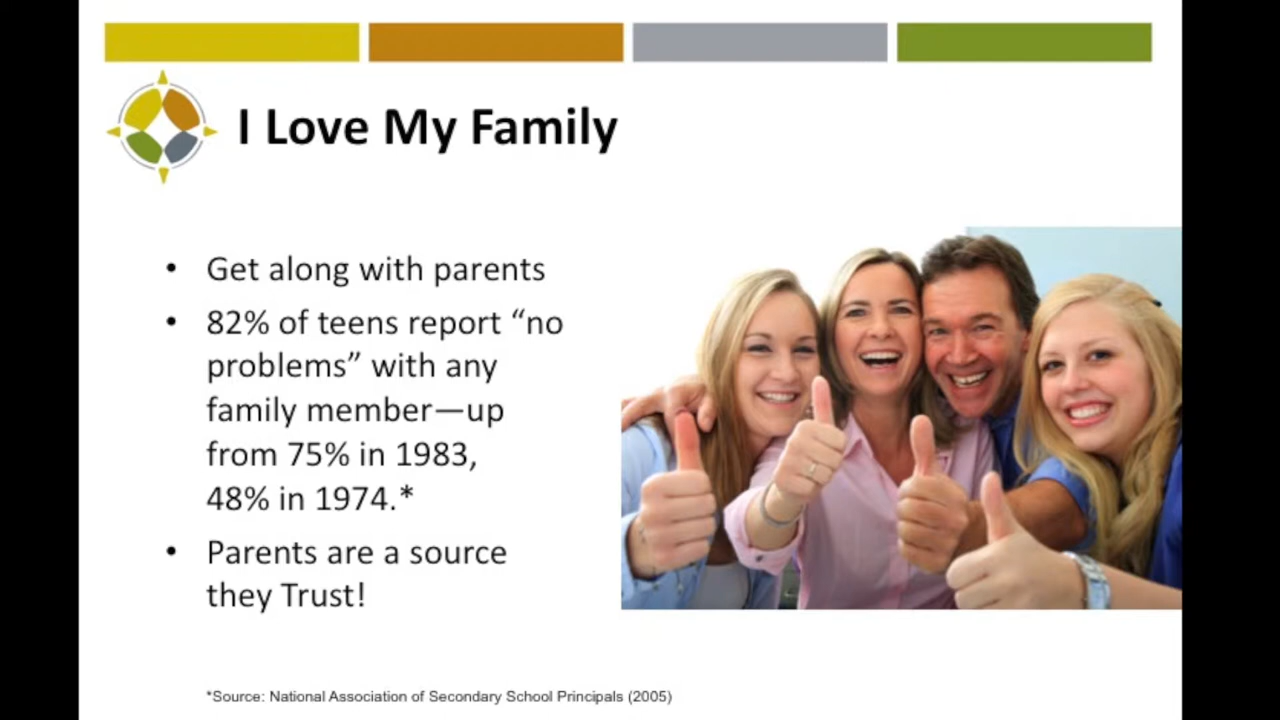 I Love My Family
• Get along with parents
• 82% of teens report “no
problems” with any
family member—up
from 75% in 1983,
48% in 1974.*
• Parents are a source
they Trust!
*Source: National Association of Secondary School Principals (2005)